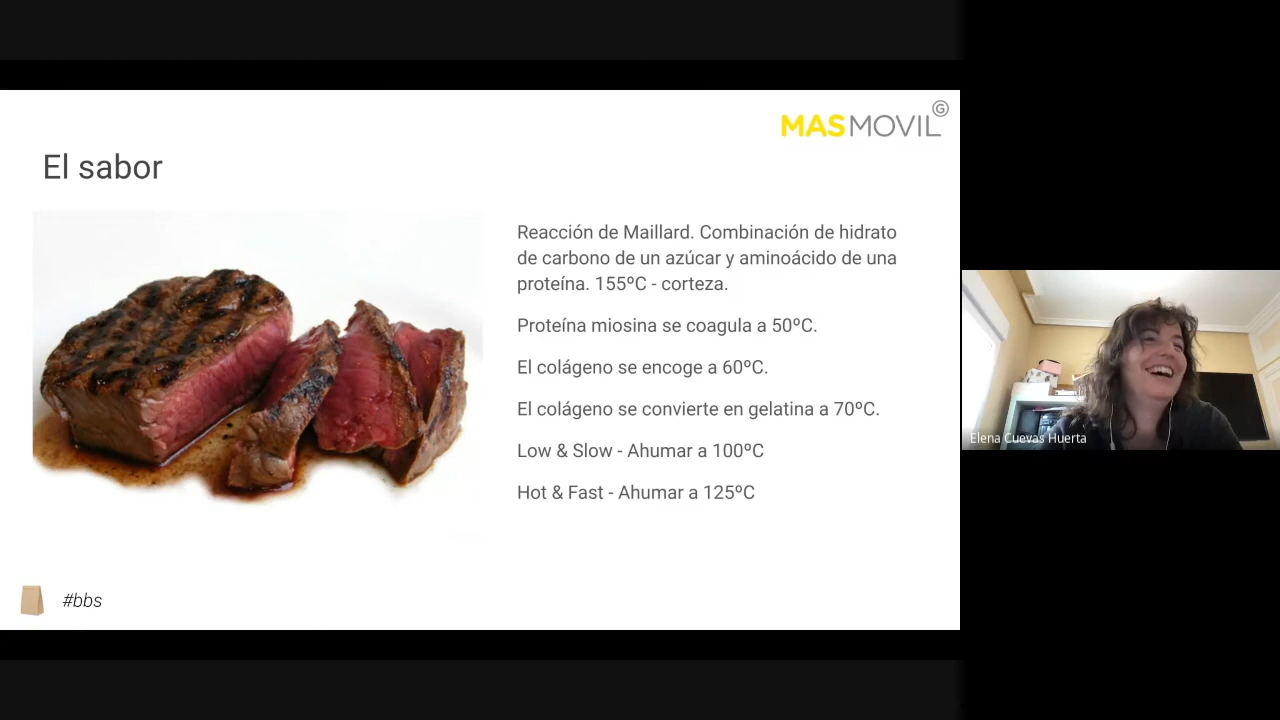 MASMOVIL G
El sabor
Reacción de Maillard. Combinación de hidrato
de carbono de un azúcar y aminoácido de una
proteína. 155ºC - corteza.
Proteína miosina se coagula a 50ºC.
El colágeno se encoge a 60ºC.
El colágeno se convierte en gelatina a 70ºC.
Low & Slow - Ahumar a 100ºC
Hot & Fast - Ahumar a 125ºC
#bbs
Elena Cuevas Huerta